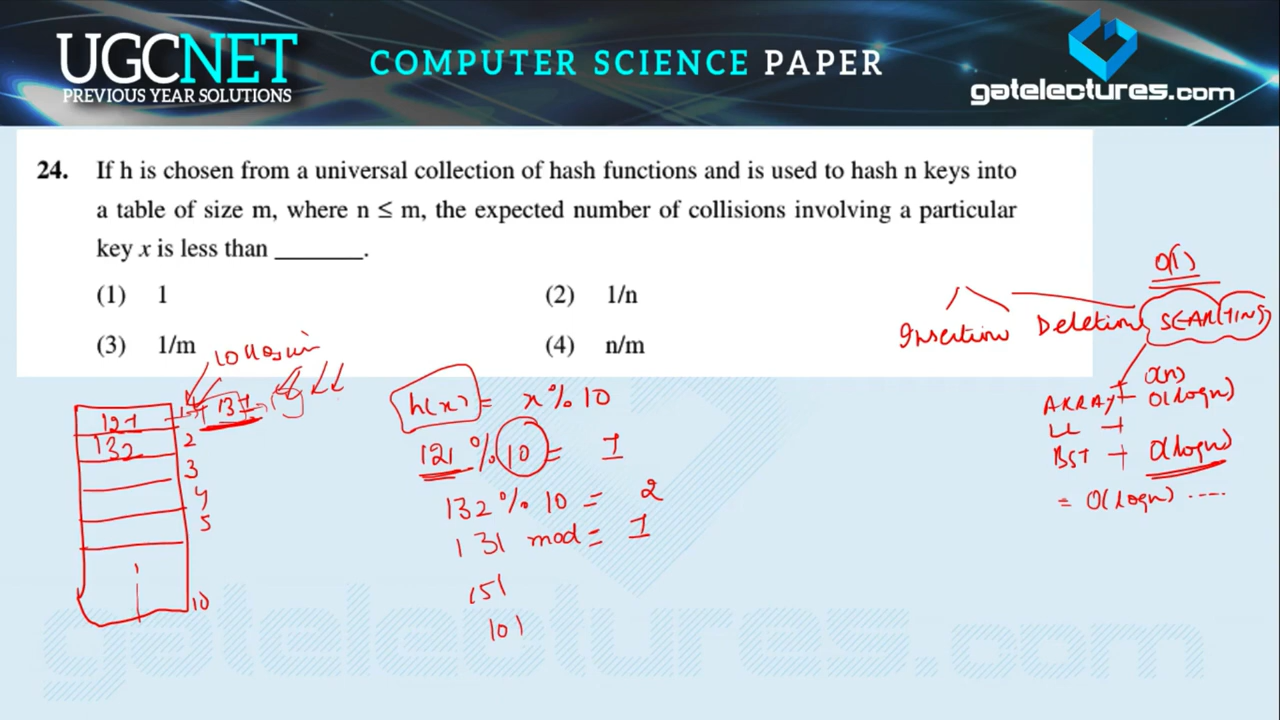 UGCNET
PREVIOUS YEAR SOLUTIONS
COMPUTER SCIENCE PAPER
gatelectures.com
24. If h is chosen from a universal collection of hash functions and is used to hash n keys into
a table of size m, where n ≤ m, the expected number of collisions involving a particular
key x is less than _______.
(1) 1
(2) 1/n
(3) 1/m
(4) n/m
O(1)
Insertion Deletion SEARCHING
121 1 → 131
132 2
3
4
5
10
h(x) = x % 10
121 % 10 = 1
132 % 10 = 2
131 mod = 1
151
101
O(n)
ARRAY → O(logn)
LL →
BST → O(logn)
= O(logn) ....
gatelectures.com